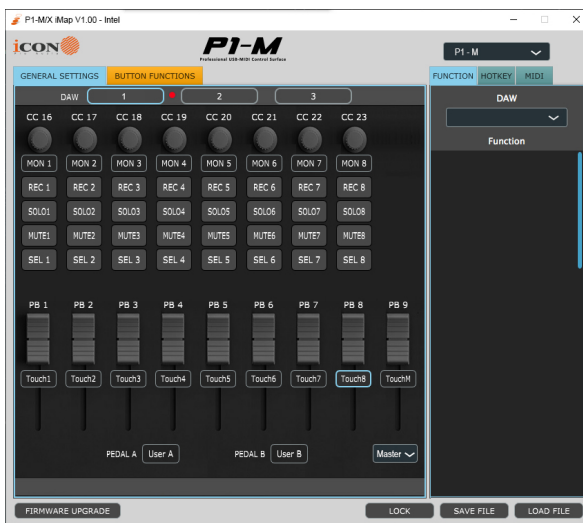 P1-M/X iMap V1.00 - Intel
iCON
P1-M
Professional USB-MIDI Control Surface
P1 - M
GENERAL SETTINGS BUTTON FUNCTIONS
FUNCTION HOTKEY MIDI
DAW 1 2 3
DAW
Function
CC 16 CC 17 CC 18 CC 19 CC 20 CC 21 CC 22 CC 23
MON 1 MON 2 MON 3 MON 4 MON 5 MON 6 MON 7 MON 8
REC 1 REC 2 REC 3 REC 4 REC 5 REC 6 REC 7 REC 8
SOLO1 SOLO2 SOLO3 SOLO4 SOLO5 SOLO6 SOLO7 SOLO8
MUTE1 MUTE2 MUTE3 MUTE4 MUTE5 MUTE6 MUTE7 MUTE8
SEL 1 SEL 2 SEL 3 SEL 4 SEL 5 SEL 6 SEL 7 SEL 8
PB 1 PB 2 PB 3 PB 4 PB 5 PB 6 PB 7 PB 8 PB 9
Touch1 Touch2 Touch3 Touch4 Touch5 Touch6 Touch7 Touch8 TouchM
PEDAL A User A PEDAL B User B Master
FIRMWARE UPGRADE LOCK SAVE FILE LOAD FILE